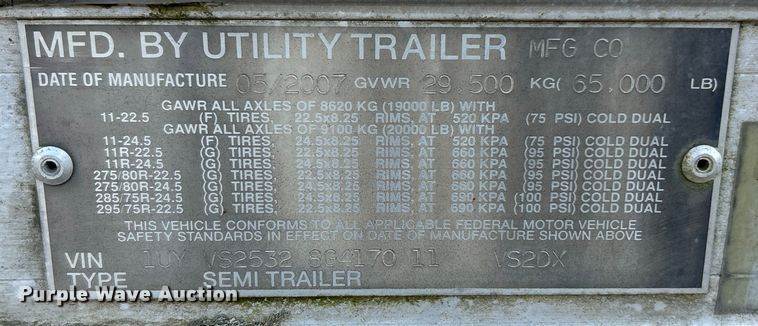 MFD. BY UTILITY TRAILER MFG CO
DATE OF MANUFACTURE 05/2007 GVWR 29,500 KG( 65,000 LB)
GAWR ALL AXLES OF 8620 KG (19000 LB) WITH
11-22.5 (F) TIRES, 22.5x8.25 RIMS, AT 520 KPA (75 PSI) COLD DUAL
GAWR ALL AXLES OF 9100 KG (20000 LB) WITH
11-24.5 (F) TIRES, 24.5x8.25 RIMS, AT 520 KPA (75 PSI) COLD DUAL
11R-22.5 (G) TIRES, 22.5x8.25 RIMS, AT 660 KPA (95 PSI) COLD DUAL
11R-24.5 (G) TIRES, 24.5x8.25 RIMS, AT 660 KPA (95 PSI) COLD DUAL
275/80R-22.5 (G) TIRES, 22.5x8.25 RIMS, AT 660 KPA (95 PSI) COLD DUAL
275/80R-24.5 (G) TIRES, 24.5x8.25 RIMS, AT 660 KPA (95 PSI) COLD DUAL
285/75R-24.5 (G) TIRES, 24.5x8.25 RIMS, AT 690 KPA (100 PSI) COLD DUAL
295/75R-22.5 (G) TIRES, 22.5x8.25 RIMS, AT 690 KPA (100 PSI) COLD DUAL
THIS VEHICLE CONFORMS TO ALL APPLICABLE FEDERAL MOTOR VEHICLE
SAFETY STANDARDS IN EFFECT ON DATE OF MANUFACTURE SHOWN ABOVE
VIN 1UY VS2532 8G4170 11 VS2DX
TYPE SEMI TRAILER
Purple Wave Auction